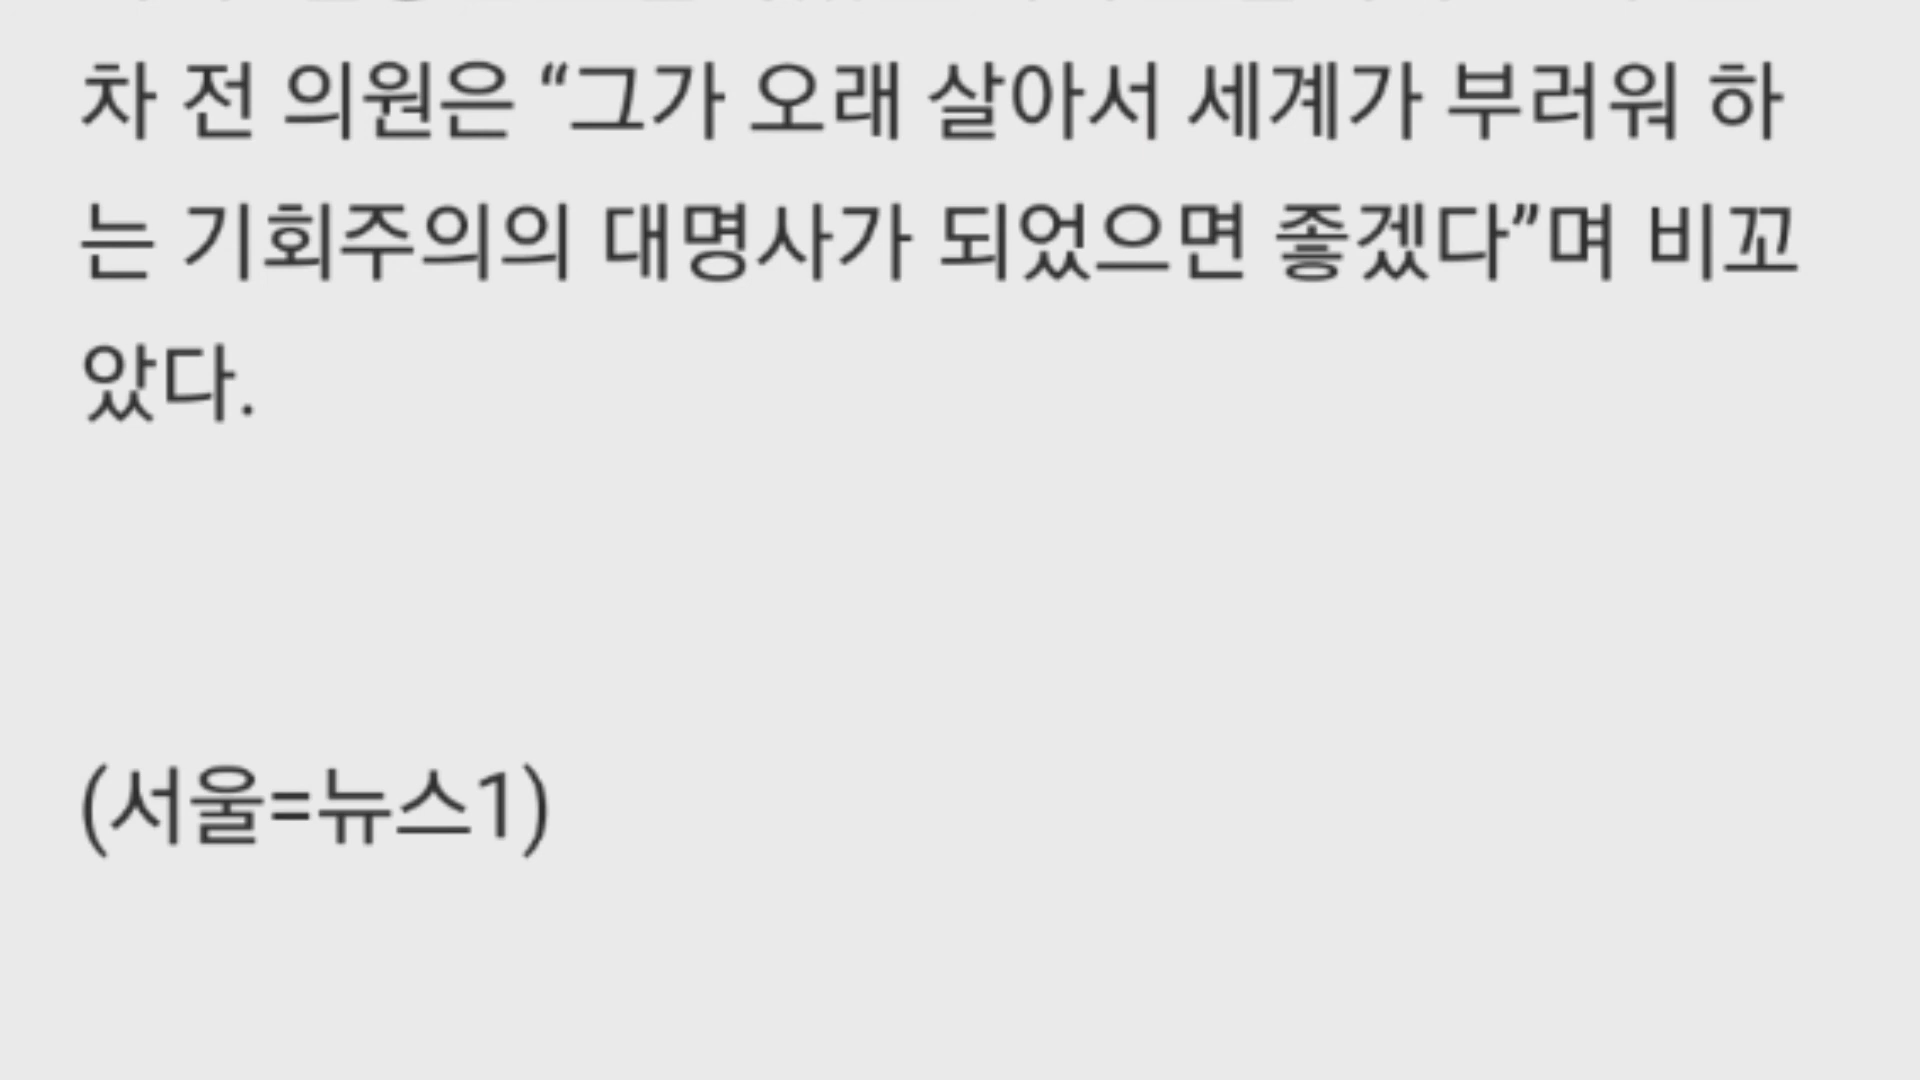 차 전 의원은 “그가 오래 살아서 세계가 부러워 하
는 기회주의의 대명사가 되었으면 좋겠다”며 비꼬
았다.
(서울=뉴스1)